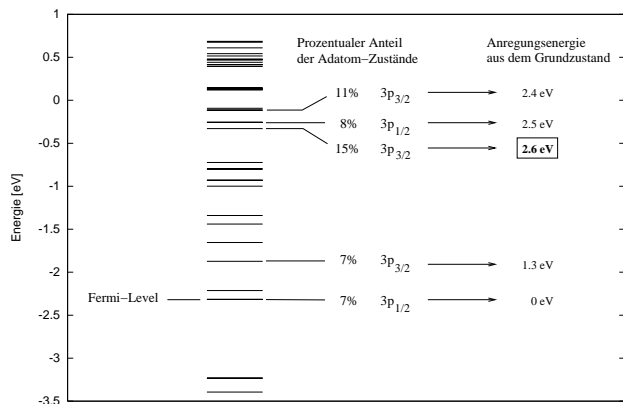 1
0.5
0
-0.5
-1
-1.5
-2
-2.5
-3
-3.5
Energie [eV]
Prozentualer Anteil
der Adatom−Zustände
Anregungsenergie
aus dem Grundzustand
11% 3p3/2 2.4 eV
8% 3p1/2 2.5 eV
15% 3p3/2 2.6 eV
7% 3p3/2 1.3 eV
Fermi−Level 7% 3p1/2 0 eV